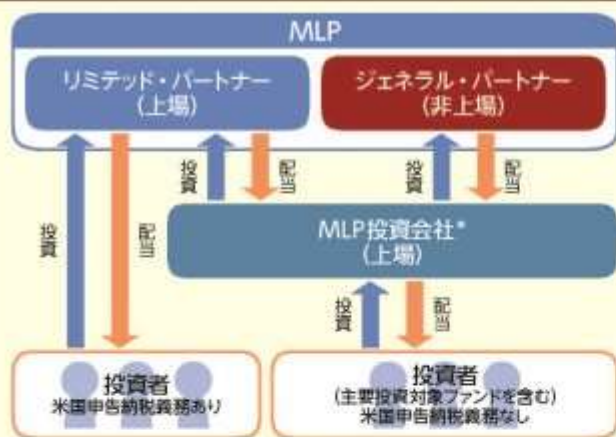 MLP
リミテッド・パートナー
(上場)
ジェネラル・パートナー
(非上場)
投資
配当
投資
配当
投資
配当
MLP投資会社*
(上場)
投資
配当
投資者
米国申告納税義務あり
投資者
(主要投資対象ファンドを含む)
米国申告納税義務なし